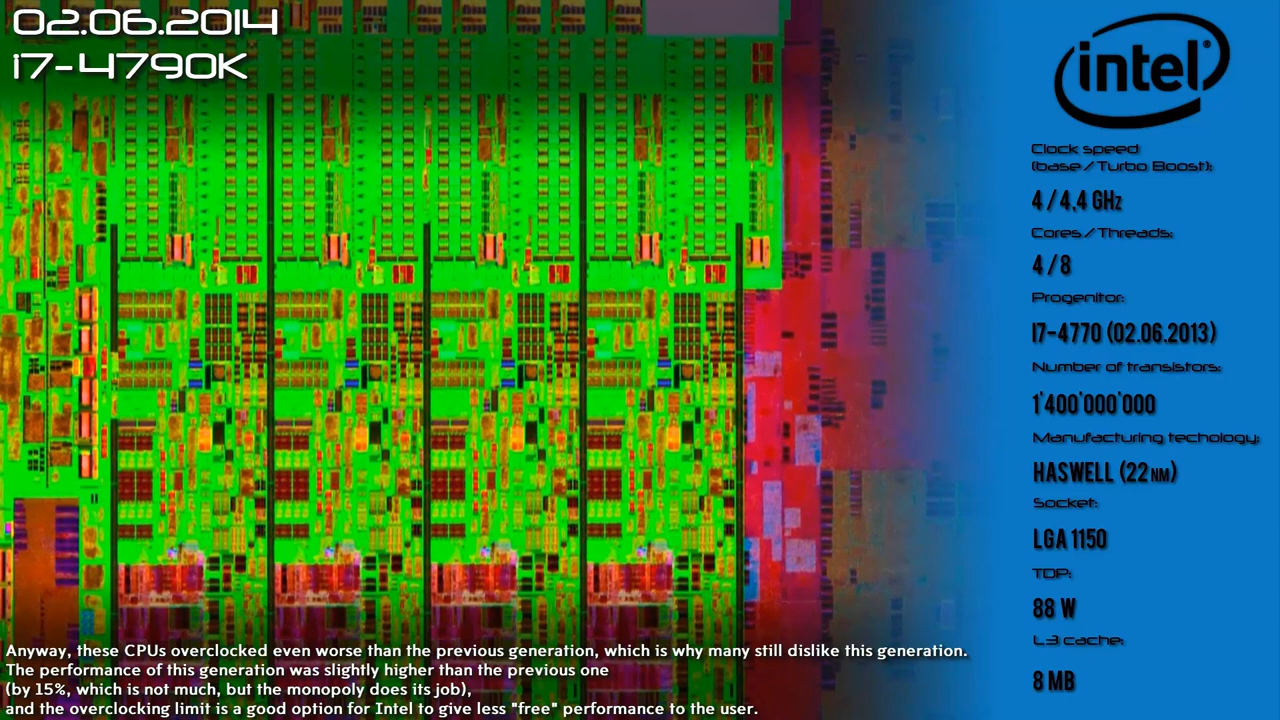 02.06.2014
i7-4790K
intel®
Clock speed
(base/Turbo Boost):
4 / 4,4 GHz
Cores/Threads:
4 / 8
Progenitor:
I7-4770 (02.06.2013)
Number of transistors:
1'400'000'000
Manufacturing techology:
HASWELL (22 NM)
Socket:
LGA 1150
TDP:
88 W
L3 cache:
8 MB
Anyway, these CPUs overclocked even worse than the previous generation, which is why many still dislike this generation.
The performance of this generation was slightly higher than the previous one
(by 15%, which is not much, but the monopoly does its job),
and the overclocking limit is a good option for Intel to give less "free" performance to the user.